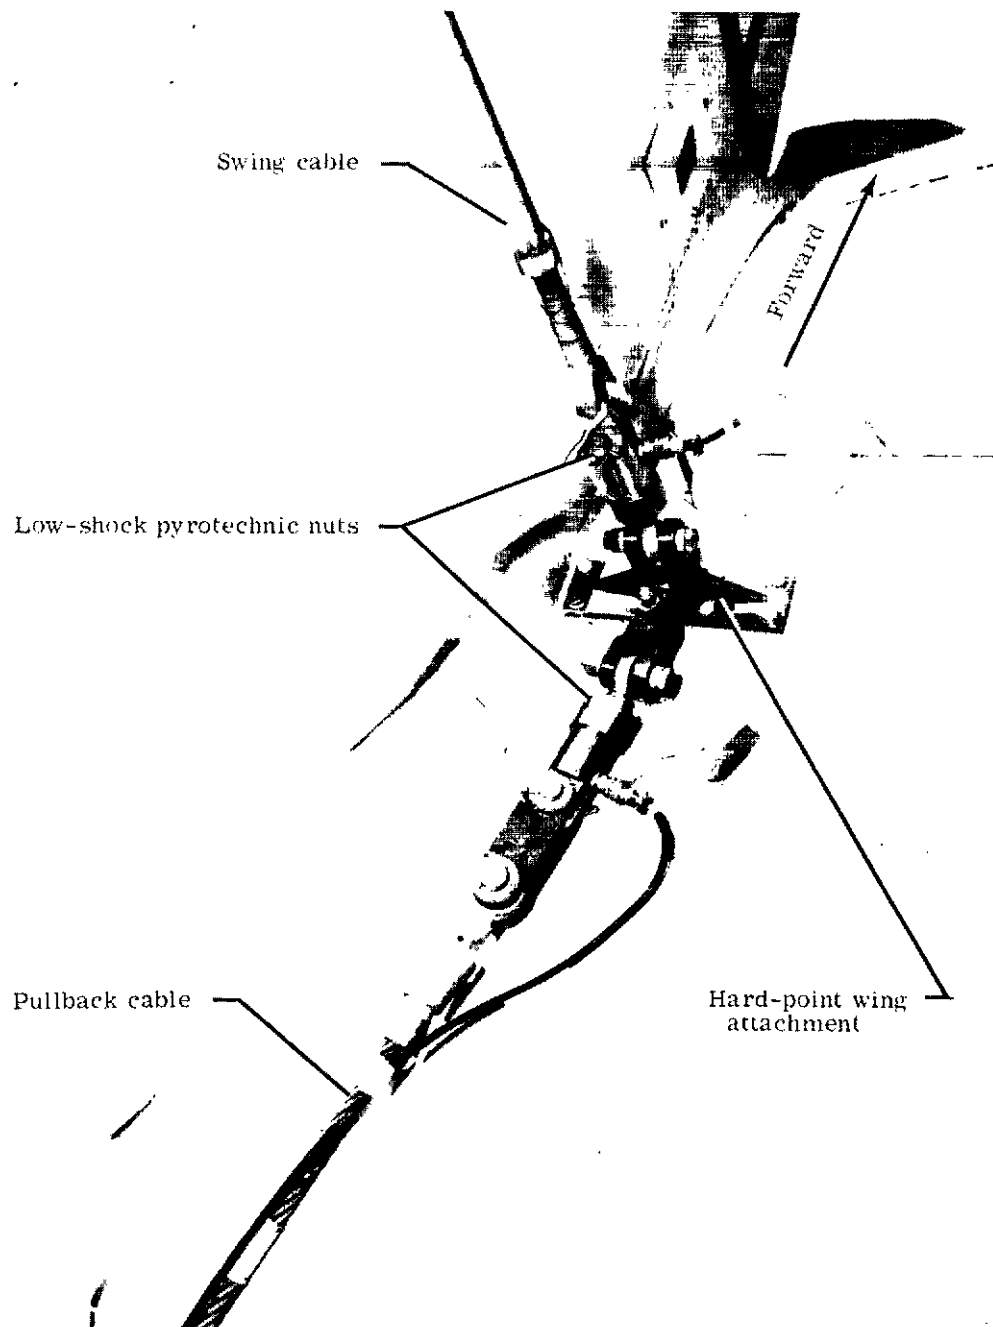 Swing cable
Forward
Low-shock pyrotechnic nuts
Pullback cable
Hard-point wing
attachment